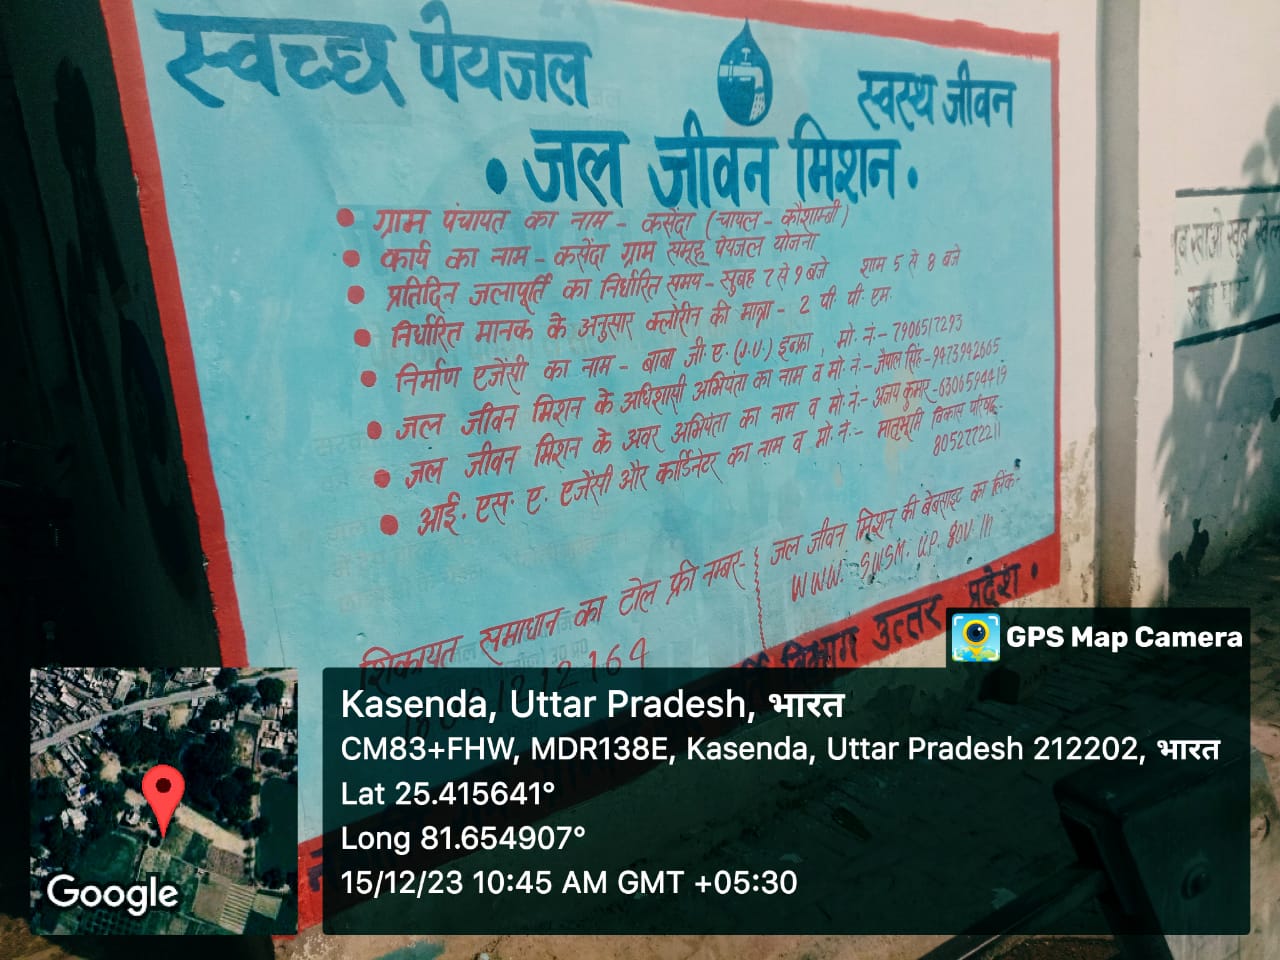 स्वच्छ पेयजल
स्वस्थ जीवन
• जल जीवन मिशन •
• ग्राम पंचायत का नाम - कसेंदा (चायल - कौशाम्बी)
• कार्य का नाम - कसेंदा ग्राम समूह पेयजल योजना
• प्रतिदिन जलापूर्ति का निर्धारित समय - सुबह 7 से 9 बजे शाम 5 से 8 बजे
• निर्धारित मानक के अनुसार क्लोरीन की मात्रा - 2 पी. पी. एम.
• निर्माण एजेंसी का नाम - बाबा जी. ए. (J.V.) इन्फ्रा, मो. नं. - 7906517293
• जल जीवन मिशन के अधिशाषी अभियंता का नाम व मो. नं. - जैपाल सिंह - 9473942665
• जल जीवन मिशन के अवर अभियंता का नाम व मो. नं. - अजय कुमार - 6306594419
• आई. एस. ए. एजेंसी और कार्डिनेटर का नाम व मो. नं. - मातृभूमि विकास परिषद -
8052772211
शिकायत समाधान का टोल फ्री नम्बर -
12164
जल जीवन मिशन की बेबसाइट का लिंक -
WWW. SWSM. UP. GOV. in
विभाग उत्तर प्रदेश •
खूब
GPS Map Camera
Google
Kasenda, Uttar Pradesh, भारत
CM83+FHW, MDR138E, Kasenda, Uttar Pradesh 212202, भारत
Lat 25.415641°
Long 81.654907°
15/12/23 10:45 AM GMT +05:30